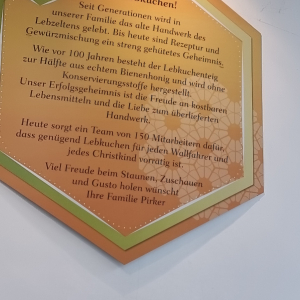 kuchen!
Seit Generationen wird in
unserer Familie das alte Handwerk des
Lebzeltens gelebt. Bis heute sind Rezeptur und
Gewürzmischung ein streng gehütetes Geheimnis.
Wie vor 100 Jahren besteht der Lebkuchenteig
zur Hälfte aus echtem Bienenhonig und wird ohne
Konservierungsstoffe hergestellt.
Unser Erfolgsgeheimnis ist die Freude an kostbaren
Lebensmitteln und die Liebe zum überlieferten
Handwerk.
Heute sorgt ein Team von 150 Mitarbeitern dafür,
dass genügend Lebkuchen für jeden Wallfahrer und
jedes Christkind vorrätig ist.
Viel Freude beim Staunen, Zuschauen
und Gusto holen wünscht
Ihre Familie Pirker